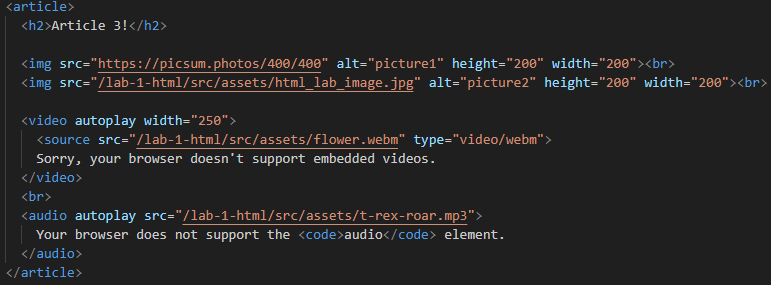 <article>
<h2>Article 3!</h2>
<img src="https://picsum.photos/400/400" alt="picture1" height="200" width="200"><br>
<img src="/lab-1-html/src/assets/html_lab_image.jpg" alt="picture2" height="200" width="200"><br>
<video autoplay width="250">
<source src="/lab-1-html/src/assets/flower.webm" type="video/webm">
Sorry, your browser doesn't support embedded videos.
</video>
<br>
<audio autoplay src="/lab-1-html/src/assets/t-rex-roar.mp3">
Your browser does not support the <code>audio</code> element.
</audio>
</article>